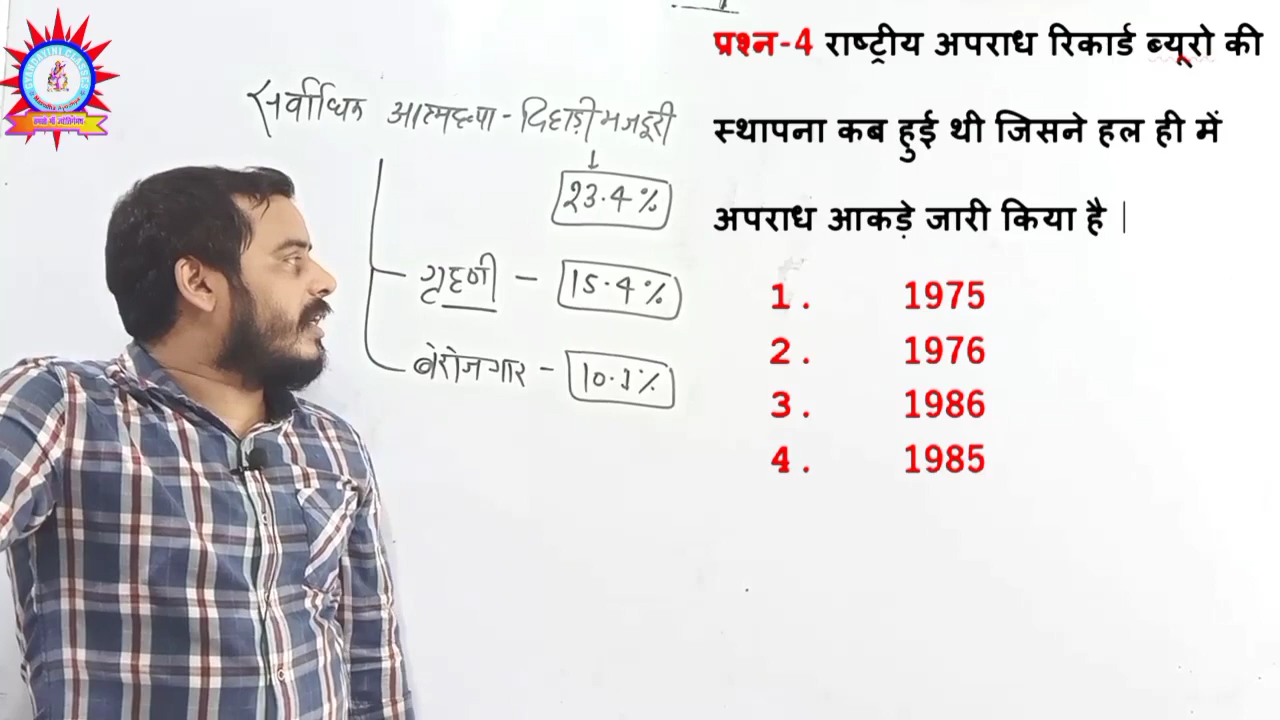 प्रश्न-4 राष्ट्रीय अपराध रिकार्ड ब्यूरो की
स्थापना कब हुई थी जिसने हल ही में
अपराध आकड़े जारी किया है |
1. 1975
2. 1976
3. 1986
4. 1985
सर्वाधिक आत्महत्या - दिहाड़ी मजदूरी
23.4%
गृहणी - 15.4%
बेरोजगार - 10.1%